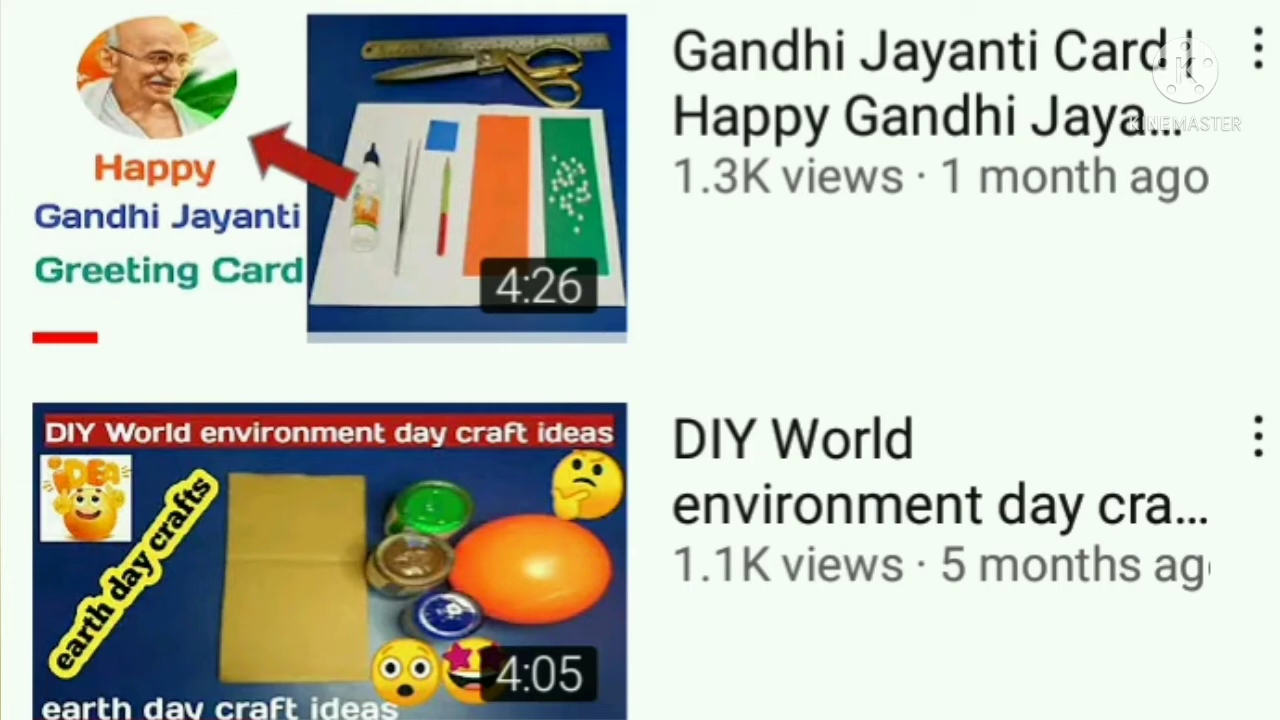 Happy
Gandhi Jayanti
Greeting Card
4:26
Gandhi Jayanti Card
Happy Gandhi Jaya...
1.3K views · 1 month ago
K
KINEMASTER
DIY World environment day craft ideas
iDEA
earth day crafts
earth day craft ideas
4:05
DIY World
environment day cra...
1.1K views · 5 months ag